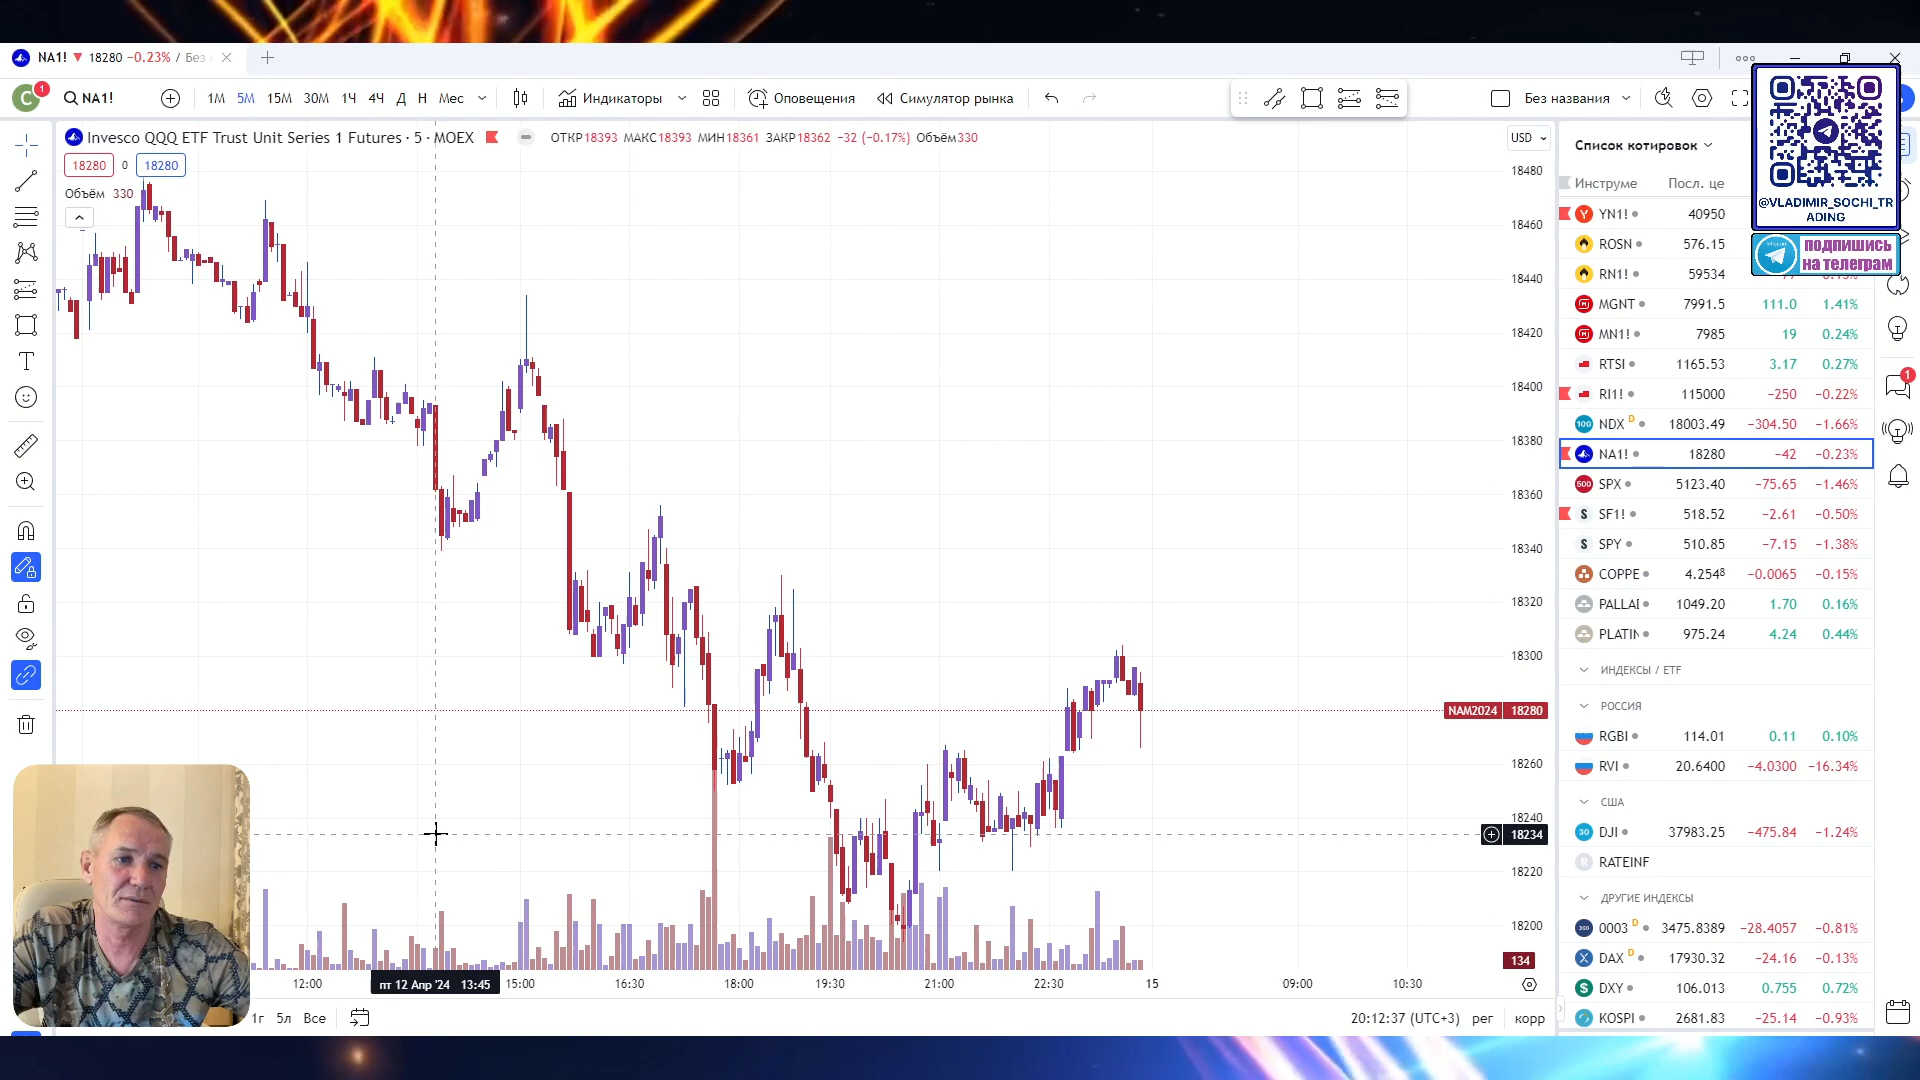 NA1! ▼ 18280 −0.23% / Без
C 1 NA1! 1М 5М 15М 30М 1Ч 4Ч Д Н Мес Индикаторы Оповещения Симулятор рынка Без названия
Invesco QQQ ETF Trust Unit Series 1 Futures · 5 · MOEX ОТКР18393 МАКС18393 МИН18361 ЗАКР18362 −32 (−0.17%) Объём330
USD
18280 0 18280
Объём 330
18480
18460
18440
18420
18400
18380
18360
18340
18320
18300
NAM2024 18280
18260
18240
18234
18220
18200
134
12:00 пт 12 Апр '24 13:45 15:00 16:30 18:00 19:30 21:00 22:30 15 09:00 10:30
1г 5л Все 20:12:37 (UTC+3) рег корр
Список котировок
Инструме Посл. це
YN1! 40950
ROSN 576.15
RN1! 59534
MGNT 7991.5 111.0 1.41%
MN1! 7985 19 0.24%
RTSI 1165.53 3.17 0.27%
RI1! 115000 −250 −0.22%
100 NDX D 18003.49 −304.50 −1.66%
NA1! 18280 −42 −0.23%
500 SPX 5123.40 −75.65 −1.46%
S SF1! 518.52 −2.61 −0.50%
S SPY 510.85 −7.15 −1.38%
COPPE 4.254⁸ −0.0065 −0.15%
PALLAI 1049.20 1.70 0.16%
PLATIN 975.24 4.24 0.44%
ИНДЕКСЫ / ETF
РОССИЯ
RGBI 114.01 0.11 0.10%
RVI 20.6400 −4.0300 −16.34%
США
30 DJI 37983.25 −475.84 −1.24%
R RATEINF
ДРУГИЕ ИНДЕКСЫ
300 0003 D 3475.8389 −28.4057 −0.81%
X DAX D 17930.32 −24.16 −0.13%
$ DXY 106.013 0.755 0.72%
KOSPI 2681.83 −25.14 −0.93%
@VLADIMIR_SOCHI_TR
ADING
подпишись
на телеграм
1